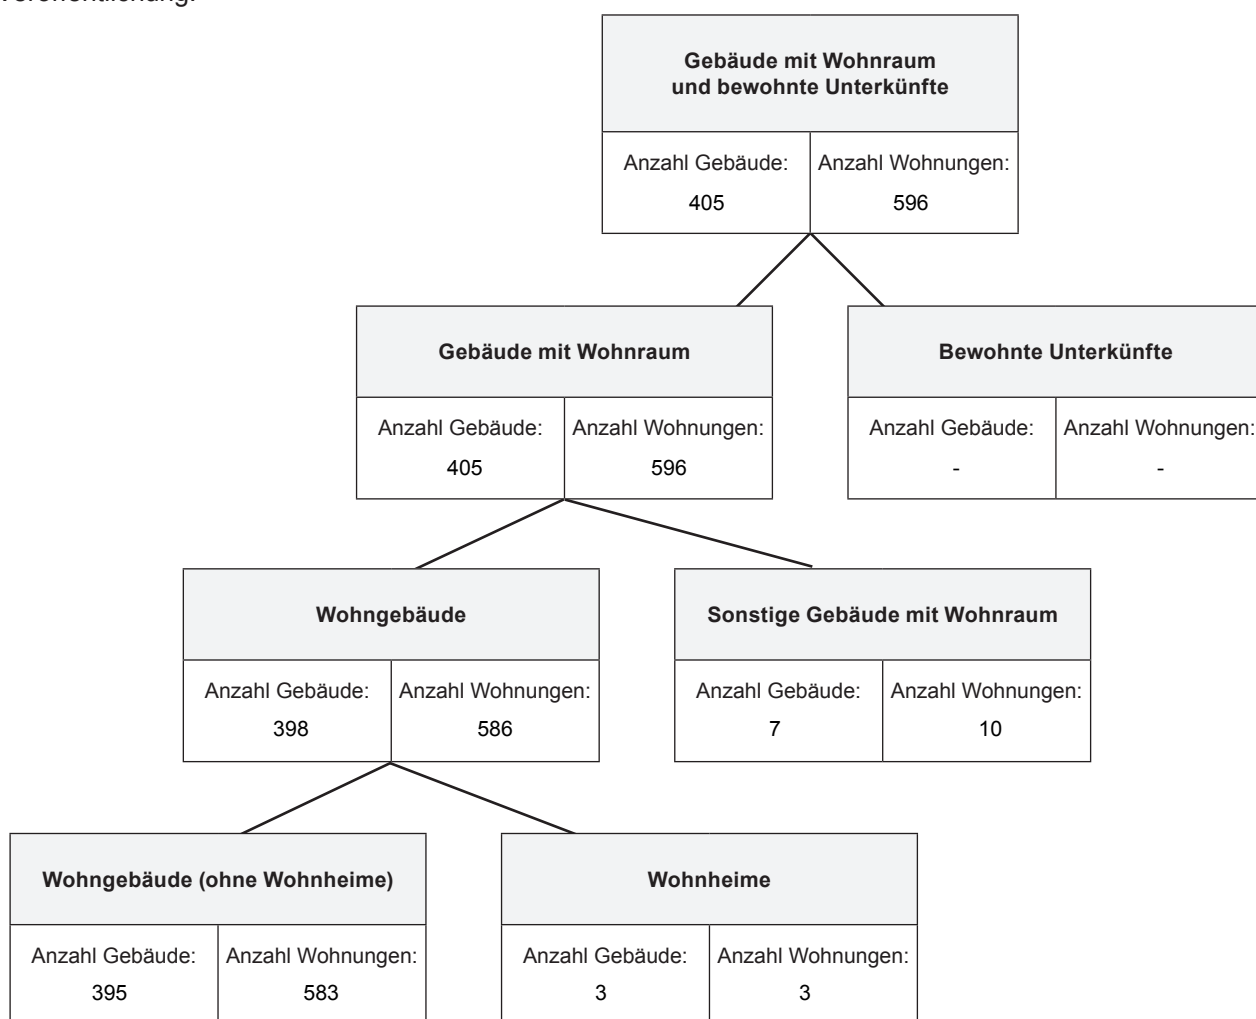 Veröffentlichung.
Gebäude mit Wohnraum
und bewohnte Unterkünfte
Anzahl Gebäude: Anzahl Wohnungen:
405 596
Gebäude mit Wohnraum Bewohnte Unterkünfte
Anzahl Gebäude: Anzahl Wohnungen: Anzahl Gebäude: Anzahl Wohnungen:
405 596 - -
Wohngebäude Sonstige Gebäude mit Wohnraum
Anzahl Gebäude: Anzahl Wohnungen: Anzahl Gebäude: Anzahl Wohnungen:
398 586 7 10
Wohngebäude (ohne Wohnheime) Wohnheime
Anzahl Gebäude: Anzahl Wohnungen: Anzahl Gebäude: Anzahl Wohnungen:
395 583 3 3